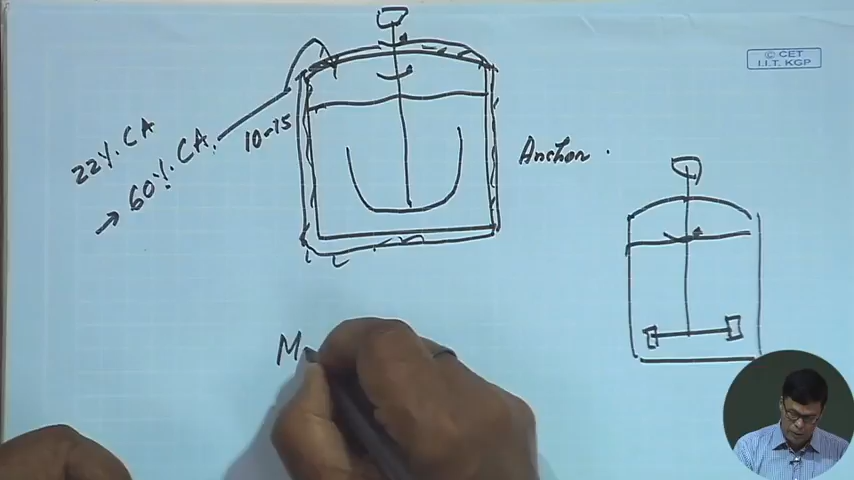 © CET
I.I.T. KGP
22%. CA
→ 60%. CA.
10-15
Anchor.
M